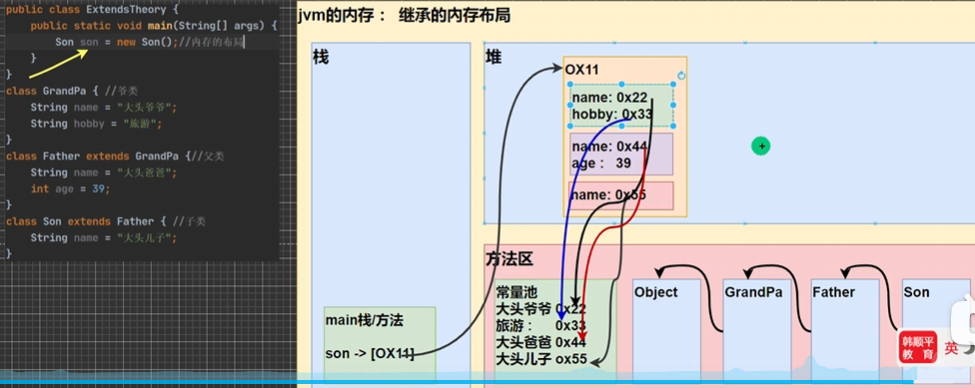 public class ExtendsTheory {
public static void main(String[] args) {
Son son = new Son();//内存的布局
}
}
class GrandPa { //爷类
String name = "大头爷爷";
String hobby = "旅游";
}
class Father extends GrandPa {//父类
String name = "大头爸爸";
int age = 39;
}
class Son extends Father { //子类
String name = "大头儿子";
}
jvm的内存： 继承的内存布局
栈
main栈/方法
son -> [OX11]
堆
OX11
name: 0x22
hobby: 0x33
name: 0x44
age： 39
name: 0x55
方法区
常量池
大头爷爷 0x22
旅游： 0x33
大头爸爸 0x44
大头儿子 ox55
Object
GrandPa
Father
Son
韩顺平
教育
英